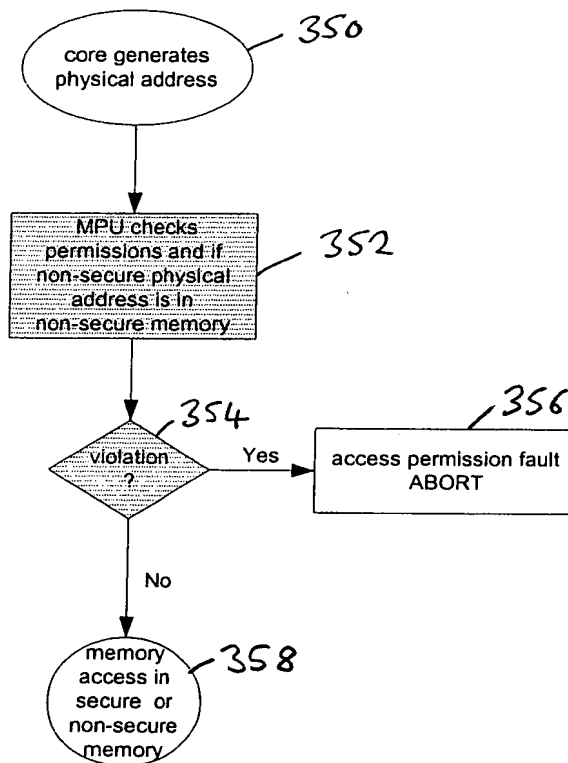 350
core generates
physical address
MPU checks
permissions and if
non-secure physical
address is in
non-secure memory
352
354
violation
?
Yes
356
access permission fault
ABORT
No
memory
access in
secure or
non-secure
memory
358